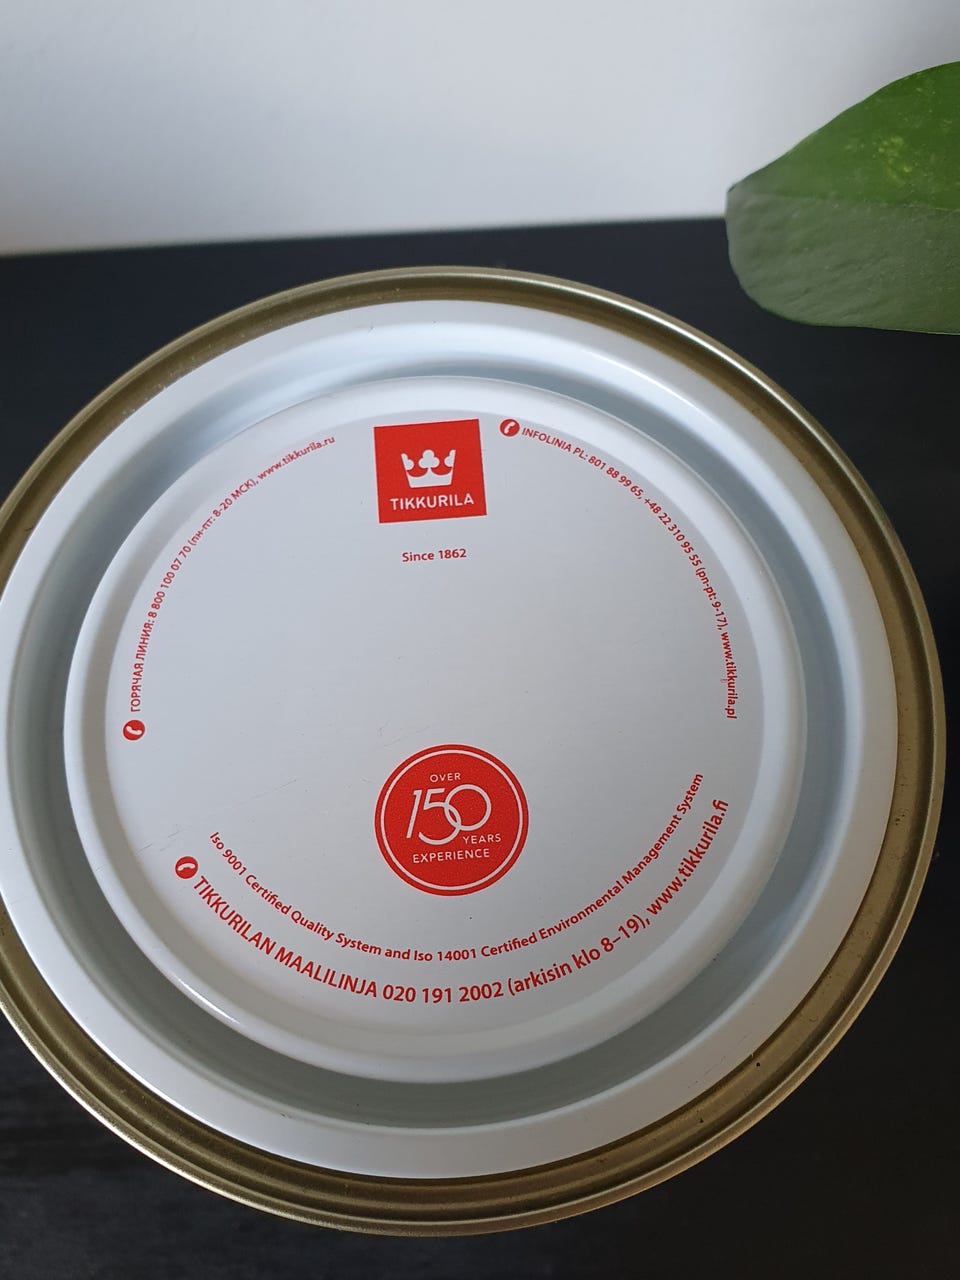 TIKKURILA
Since 1862
ГОРЯЧАЯ ЛИНИЯ: 8 800 100 07 70 (пн-пт: 8-20 МСК), www.tikkurila.ru
INFOLINIA PL: 801 88 99 65, +48 22 310 95 55 (pn-pt: 9-17), www.tikkurila.pl
OVER
150
YEARS
EXPERIENCE
Iso 9001 Certified Quality System and Iso 14001 Certified Environmental Management System
TIKKURILAN MAALILINJA 020 191 2002 (arkisin klo 8–19), www.tikkurila.fi